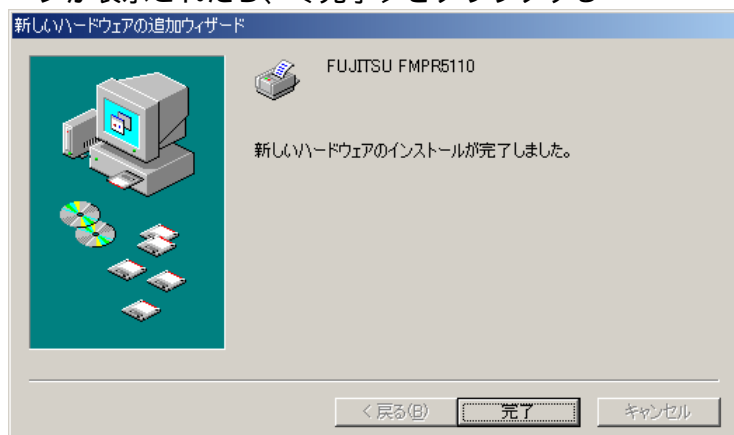 新しいハードウェアの追加ウィザード
FUJITSU FMPR5110
新しいハードウェアのインストールが完了しました。
< 戻る(B)
完了
キャンセル